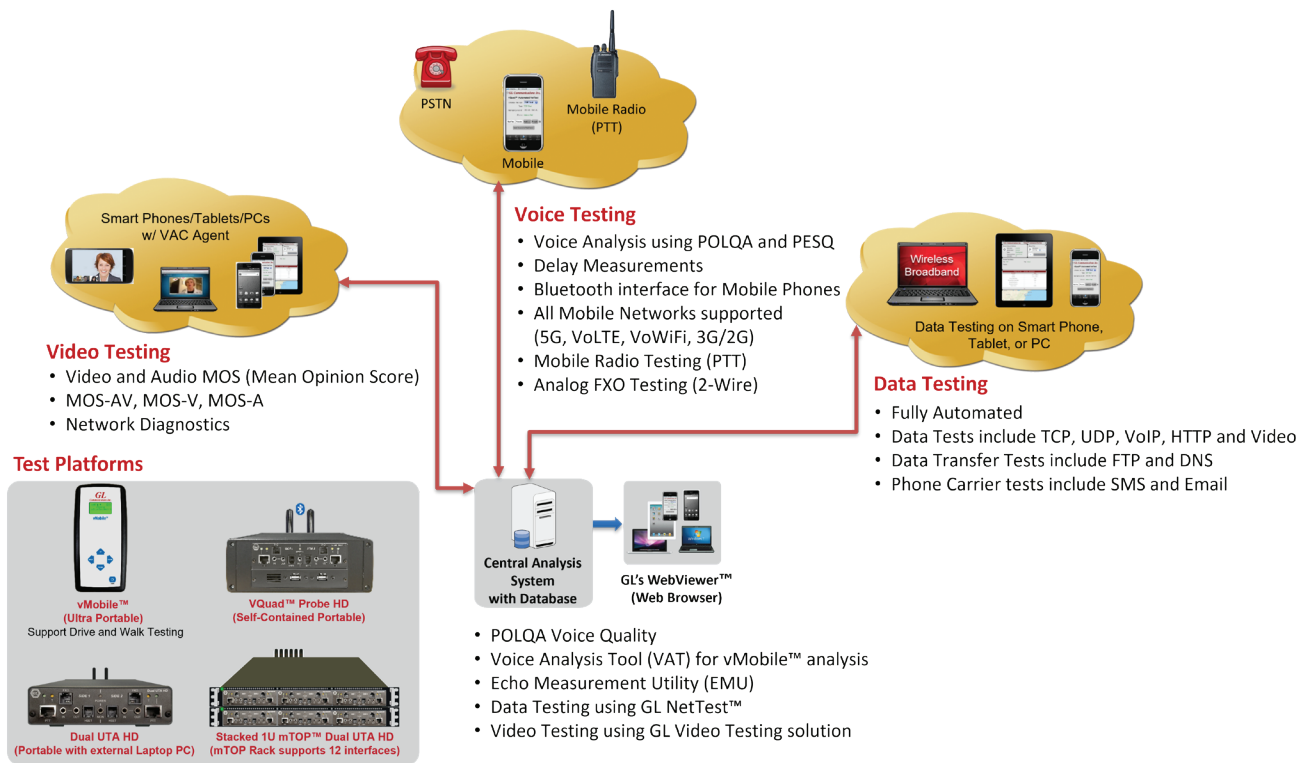 PSTN
Mobile
Mobile Radio
(PTT)
Smart Phones/Tablets/PCs
w/ VAC Agent
Video Testing
• Video and Audio MOS (Mean Opinion Score)
• MOS-AV, MOS-V, MOS-A
• Network Diagnostics
Voice Testing
• Voice Analysis using POLQA and PESQ
• Delay Measurements
• Bluetooth interface for Mobile Phones
• All Mobile Networks supported
(5G, VoLTE, VoWiFi, 3G/2G)
• Mobile Radio Testing (PTT)
• Analog FXO Testing (2-Wire)
Wireless
Broadband
Data Testing on Smart Phone,
Tablet, or PC
Data Testing
• Fully Automated
• Data Tests include TCP, UDP, VoIP, HTTP and Video
• Data Transfer Tests include FTP and DNS
• Phone Carrier tests include SMS and Email
Test Platforms
GL
vMobile™
(Ultra Portable)
Support Drive and Walk Testing
VQuad™ Probe HD
(Self-Contained Portable)
Dual UTA HD
(Portable with external Laptop PC)
Stacked 1U mTOP™ Dual UTA HD
(mTOP Rack supports 12 interfaces)
Central Analysis
System
with Database
GL's WebViewer™
(Web Browser)
• POLQA Voice Quality
• Voice Analysis Tool (VAT) for vMobile™ analysis
• Echo Measurement Utility (EMU)
• Data Testing using GL NetTest™
• Video Testing using GL Video Testing solution